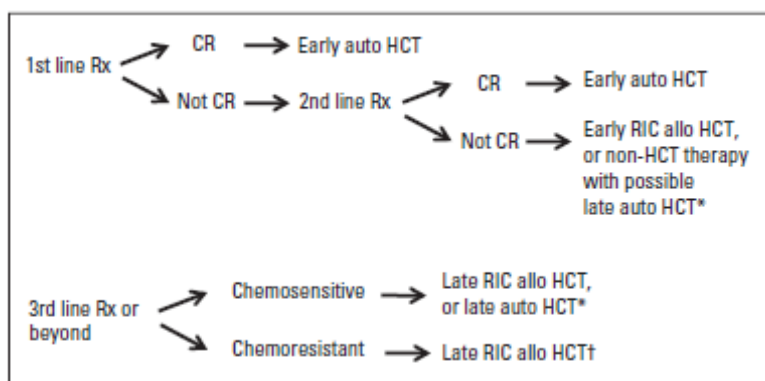 1st line Rx
CR
Early auto HCT
Not CR
2nd line Rx
CR
Early auto HCT
Not CR
Early RIC allo HCT,
or non-HCT therapy
with possible
late auto HCT*
3rd line Rx or
beyond
Chemosensitive
Late RIC allo HCT,
or late auto HCT*
Chemoresistant
Late RIC allo HCT†